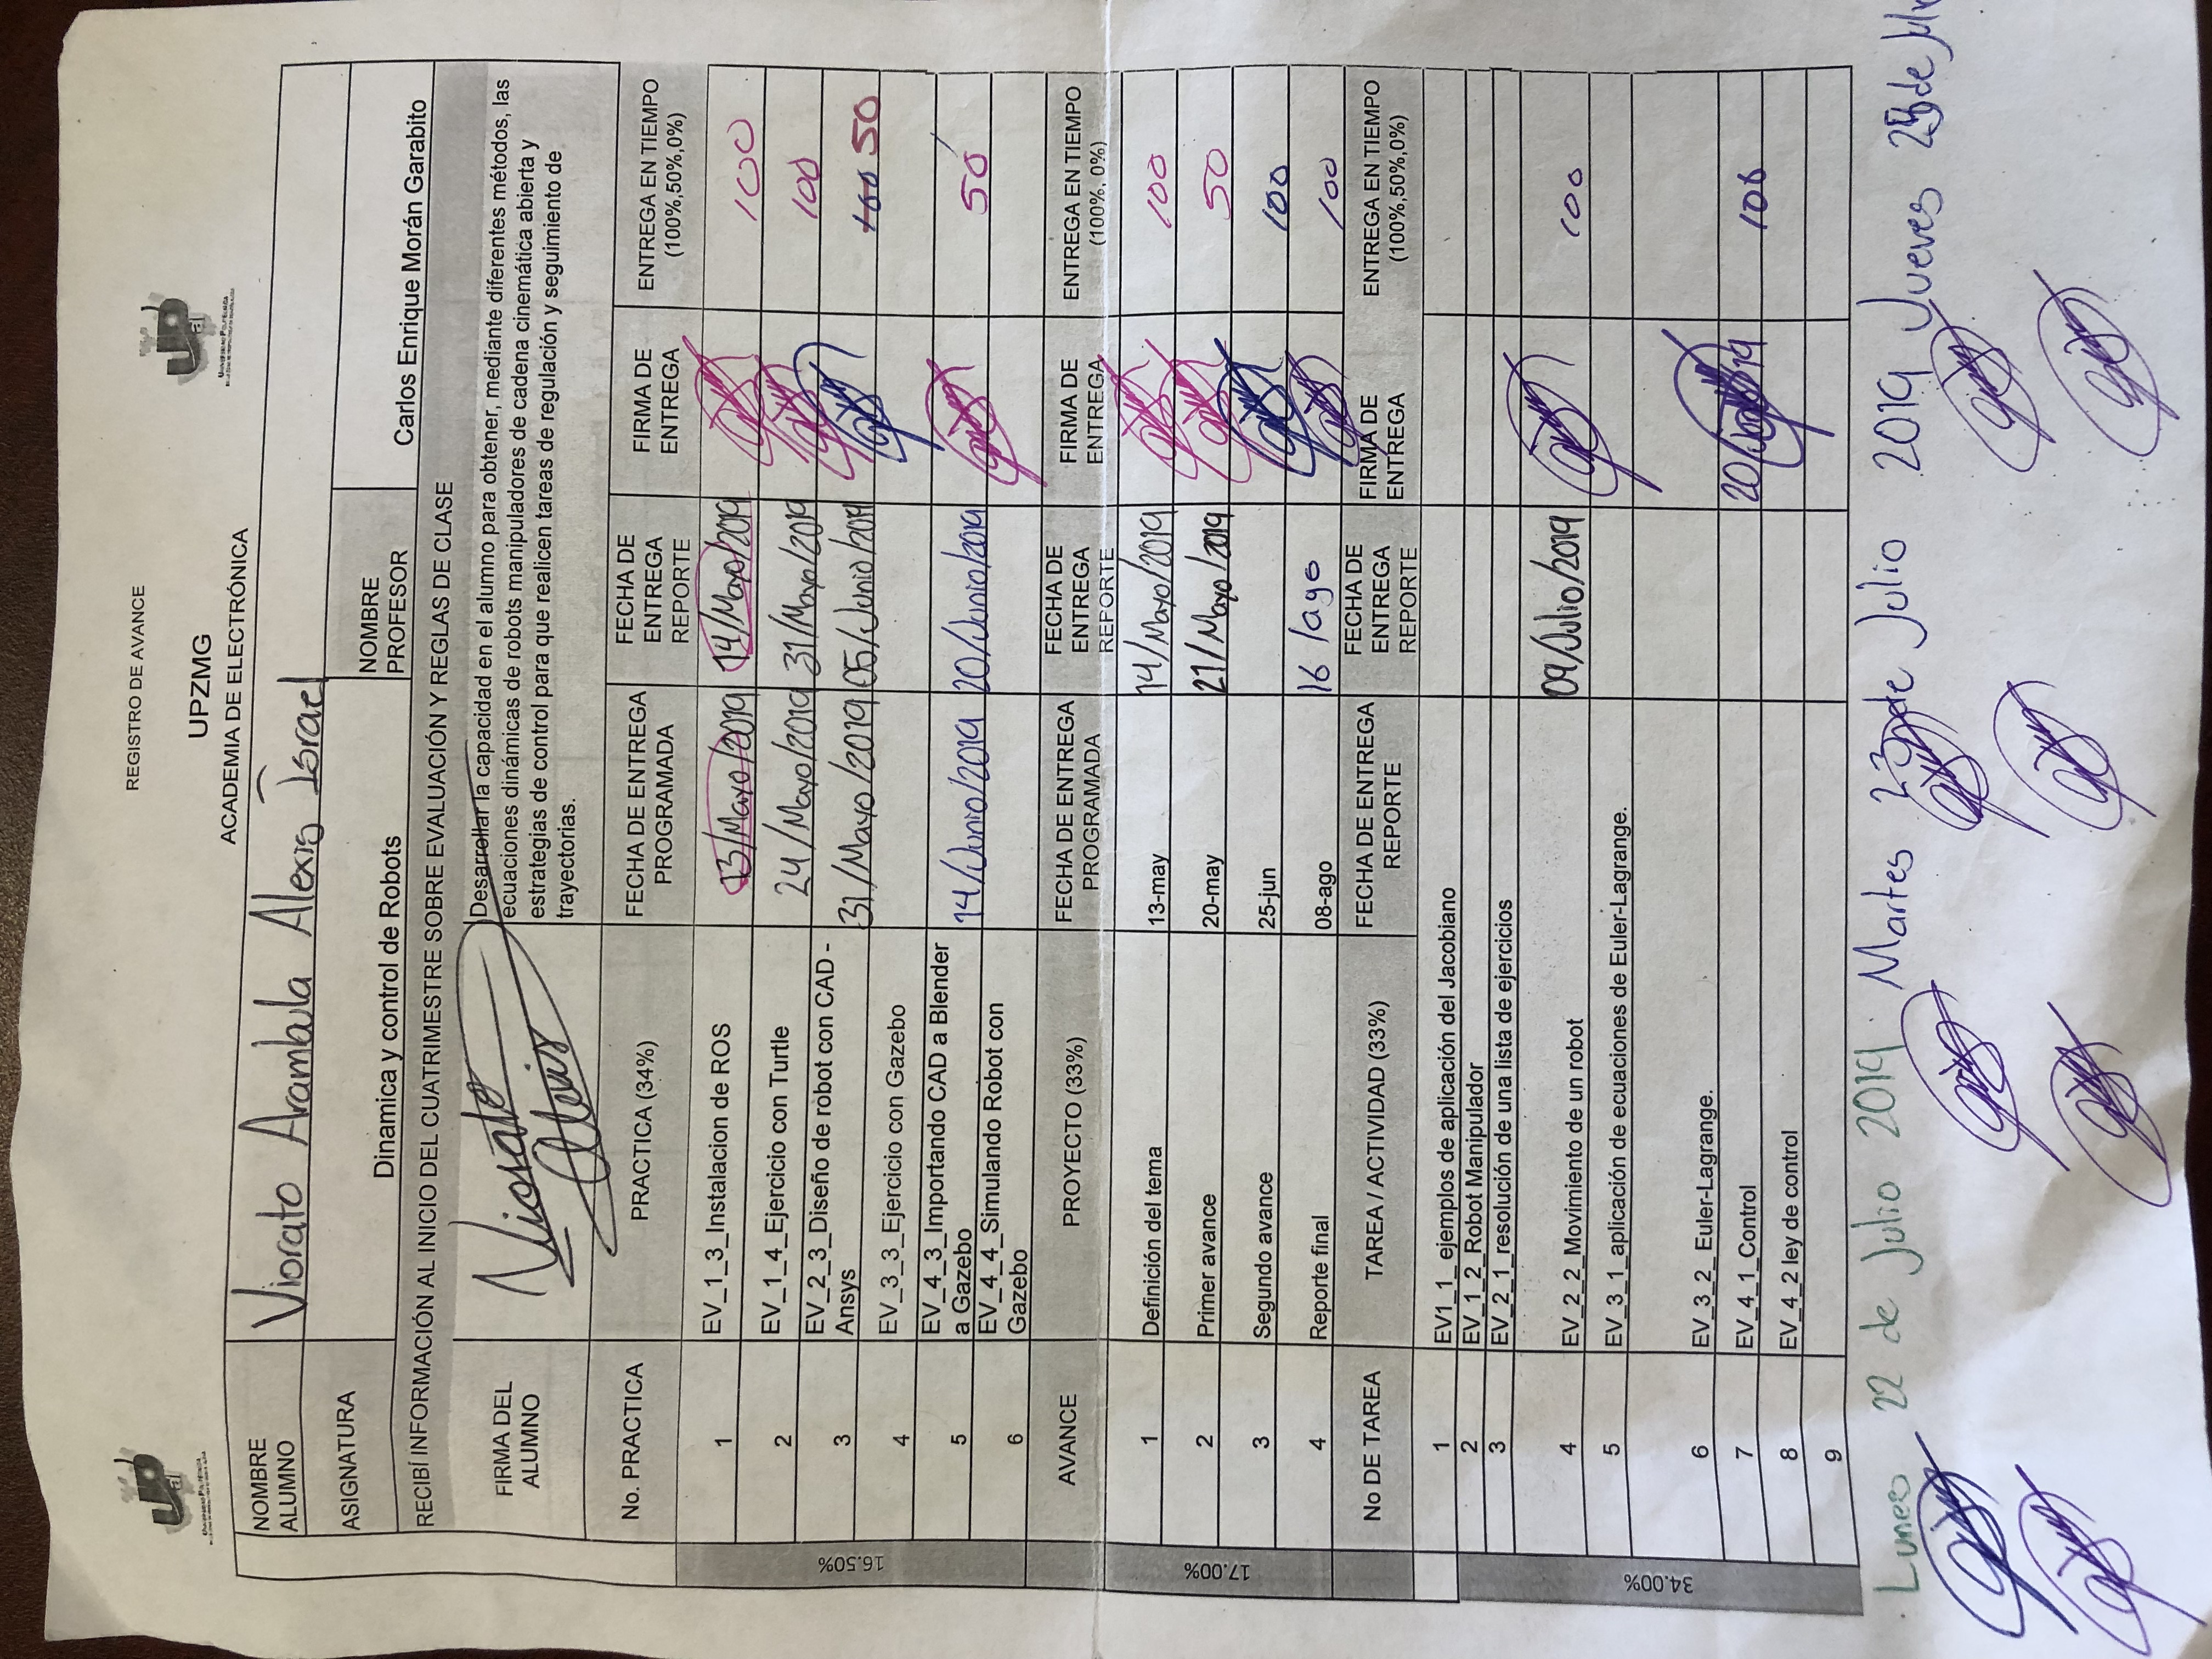 REGISTRO DE AVANCE
UPZMG
ACADEMIA DE ELECTRÓNICA
NOMBRE ALUMNO Viorato Arambula Alexis Israel
ASIGNATURA Dinamica y control de Robots NOMBRE PROFESOR Carlos Enrique Morán Garabito
RECIBÍ INFORMACIÓN AL INICIO DEL CUATRIMESTRE SOBRE EVALUACIÓN Y REGLAS DE CLASE
FIRMA DEL ALUMNO Viorato Alexis
Desarrollar la capacidad en el alumno para obtener, mediante diferentes métodos, las
ecuaciones dinámicas de robots manipuladores de cadena cinemática abierta y
estrategias de control para que realicen tareas de regulación y seguimiento de
trayectorias.
No. PRACTICA PRACTICA (34%) FECHA DE ENTREGA PROGRAMADA FECHA DE ENTREGA REPORTE FIRMA DE ENTREGA ENTREGA EN TIEMPO (100%,50%,0%)
16.50%
1 EV_1_3_Instalacion de ROS 13/Mayo/2019 14/Mayo/2019 100
2 EV_1_4_Ejercicio con Turtle 24/Mayo/2019 31/Mayo/2019 100
3 EV_2_3_Diseño de robot con CAD - Ansys 31/Mayo/2019 05/Junio/2019 100 50
4 EV_3_3_Ejercicio con Gazebo
5 EV_4_3_Importando CAD a Blender a Gazebo 14/Junio/2019 20/Junio/2019 50
6 EV_4_4_Simulando Robot con Gazebo
AVANCE PROYECTO (33%) FECHA DE ENTREGA PROGRAMADA FECHA DE ENTREGA REPORTE FIRMA DE ENTREGA ENTREGA EN TIEMPO (100%, 0%)
17.00%
1 Definición del tema 13-may 14/Mayo/2019 100
2 Primer avance 20-may 21/Mayo/2019 50
3 Segundo avance 25-jun 100
4 Reporte final 08-ago 16/ago 100
No DE TAREA TAREA / ACTIVIDAD (33%) FECHA DE ENTREGA REPORTE FECHA DE ENTREGA REPORTE FIRMA DE ENTREGA ENTREGA EN TIEMPO (100%,50%,0%)
34.00%
1 EV1_1_ ejemplos de aplicación del Jacobiano
2 EV_1_2_Robot Manipulador
3 EV_2_1_resolución de una lista de ejercicios
4 EV_2_2_Movimiento de un robot 09/Julio/2019 100
5 EV_3_1_aplicación de ecuaciones de Euler-Lagrange.
6 EV_3_2_ Euler-Lagrange.
7 EV_4_1_Control 20 19 100
8 EV_4_2 ley de control
9
Lunes 22 de Julio 2019 Martes 23 de Julio 2019 Jueves de